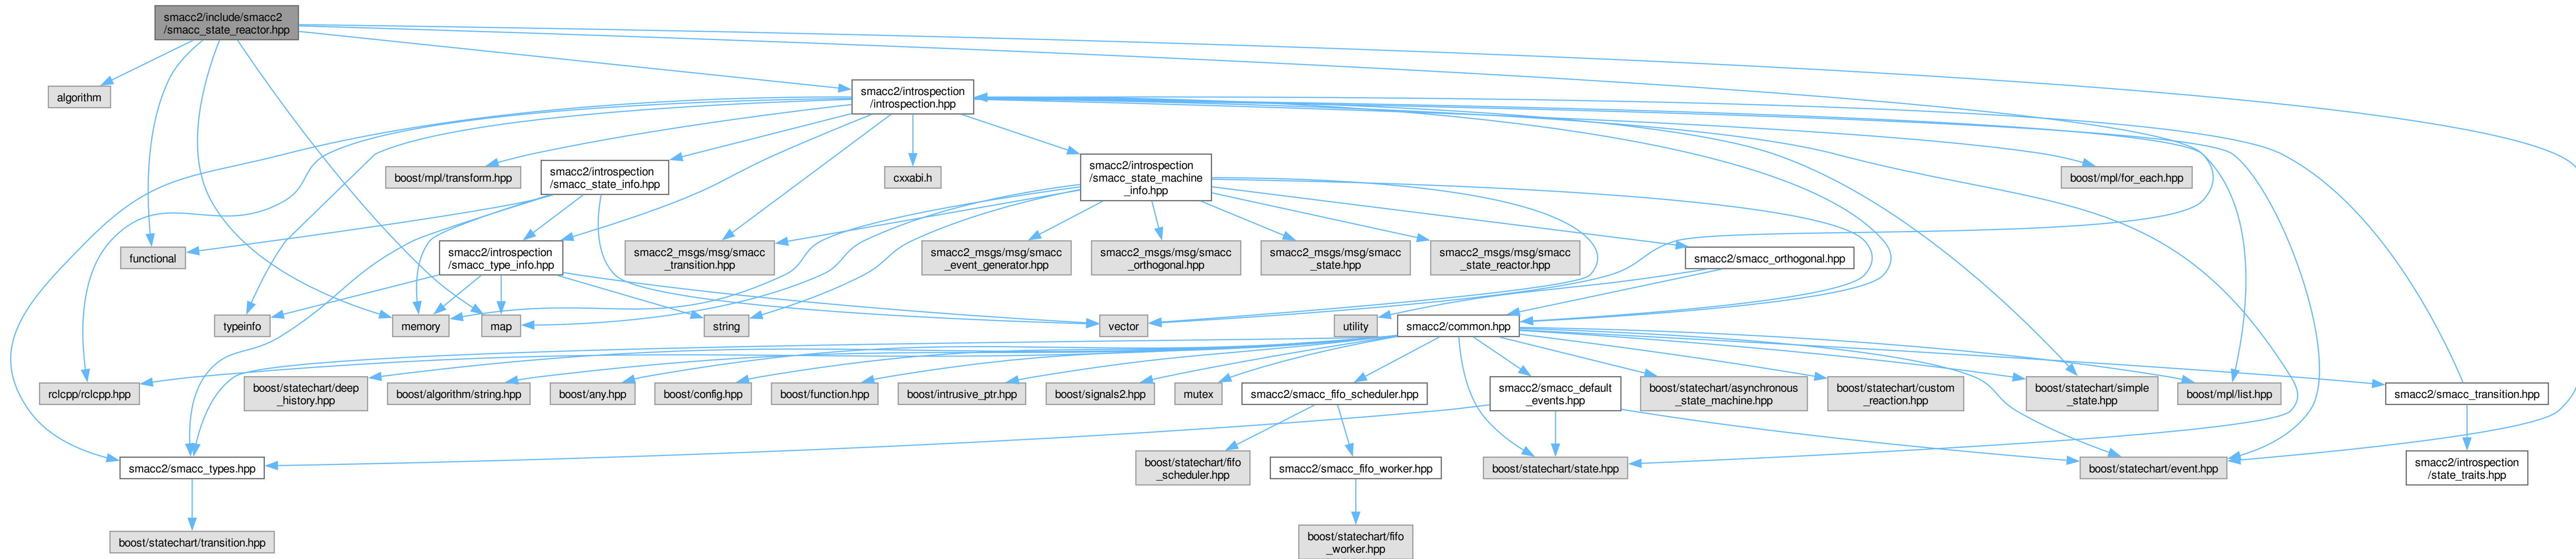 smacc2/include/smacc2
/smacc_state_reactor.hpp
algorithm
smacc2/introspection
/introspection.hpp
boost/mpl/transform.hpp
smacc2/introspection
/smacc_state_info.hpp
cxxabi.h
smacc2/introspection
/smacc_state_machine
_info.hpp
boost/mpl/for_each.hpp
functional
smacc2/introspection
/smacc_type_info.hpp
smacc2_msgs/msg/smacc
_transition.hpp
smacc2_msgs/msg/smacc
_event_generator.hpp
smacc2_msgs/msg/smacc
_orthogonal.hpp
smacc2_msgs/msg/smacc
_state.hpp
smacc2_msgs/msg/smacc
_state_reactor.hpp
smacc2/smacc_orthogonal.hpp
typeinfo
memory
map
string
vector
utility
smacc2/common.hpp
rclcpp/rclcpp.hpp
boost/statechart/deep
_history.hpp
boost/algorithm/string.hpp
boost/any.hpp
boost/config.hpp
boost/function.hpp
boost/intrusive_ptr.hpp
boost/signals2.hpp
mutex
smacc2/smacc_fifo_scheduler.hpp
smacc2/smacc_default
_events.hpp
boost/statechart/asynchronous
_state_machine.hpp
boost/statechart/custom
_reaction.hpp
boost/statechart/simple
_state.hpp
boost/mpl/list.hpp
smacc2/smacc_transition.hpp
smacc2/smacc_types.hpp
boost/statechart/fifo
_scheduler.hpp
smacc2/smacc_fifo_worker.hpp
boost/statechart/state.hpp
boost/statechart/event.hpp
smacc2/introspection
/state_traits.hpp
boost/statechart/transition.hpp
boost/statechart/fifo
_worker.hpp